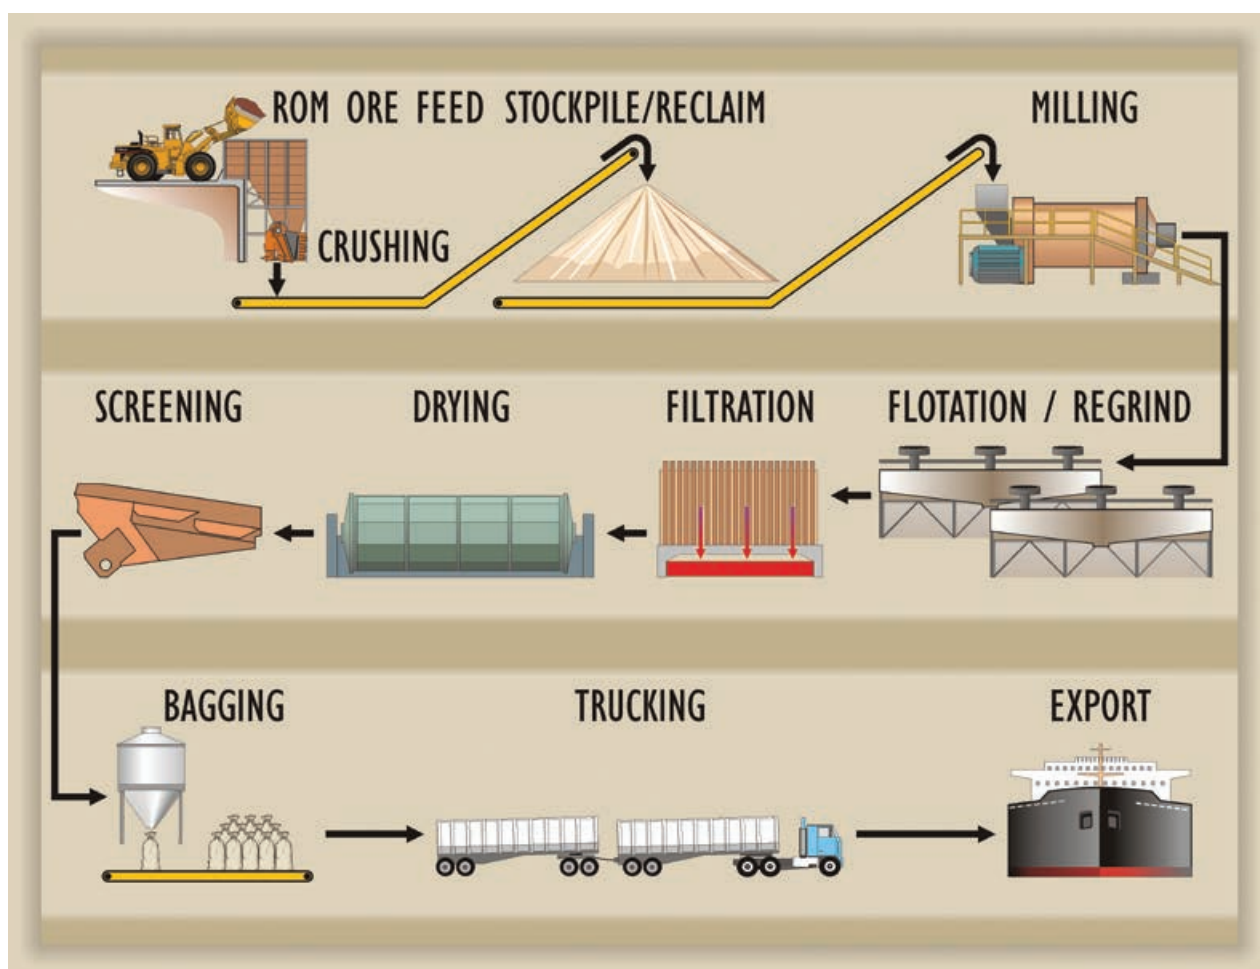 ROM ORE FEED STOCKPILE/RECLAIM
MILLING
CRUSHING
SCREENING
DRYING
FILTRATION
FLOTATION / REGRIND
BAGGING
TRUCKING
EXPORT